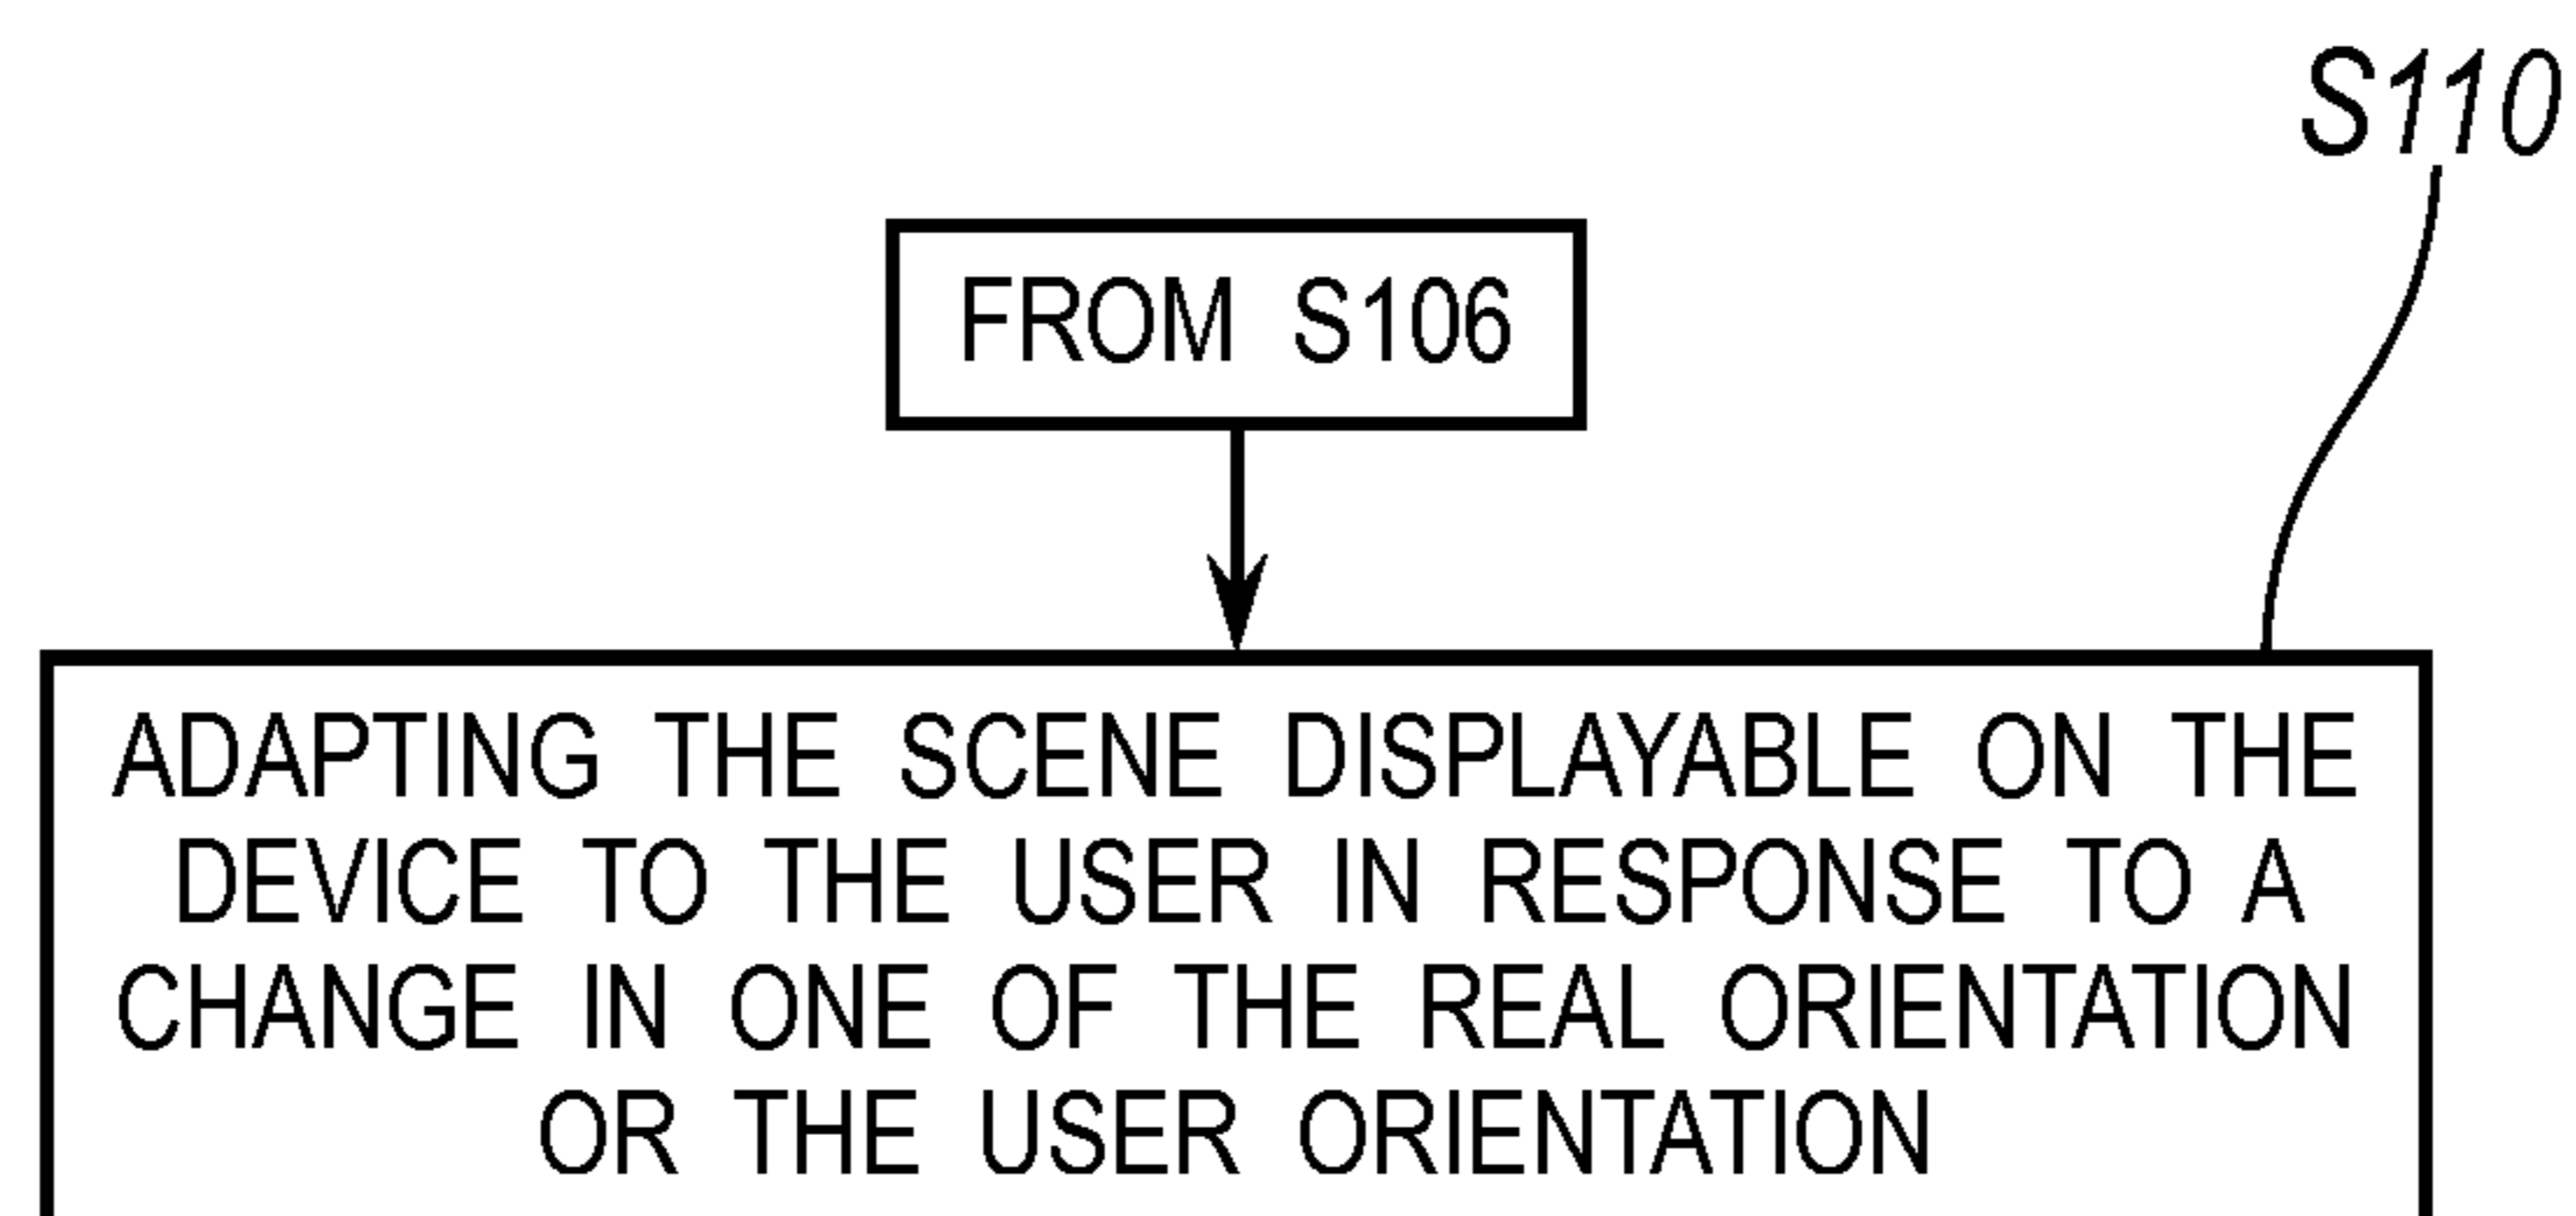 S110
FROM S106
ADAPTING THE SCENE DISPLAYABLE ON THE
DEVICE TO THE USER IN RESPONSE TO A
CHANGE IN ONE OF THE REAL ORIENTATION
OR THE USER ORIENTATION